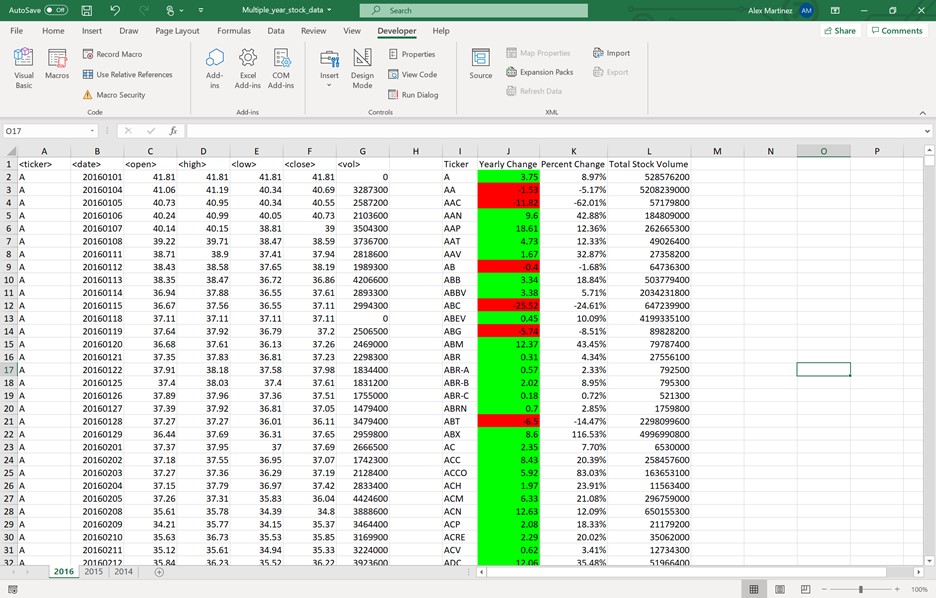 AutoSave Off Multiple_year_stock_data Search Alex Martinez AM
File Home Insert Draw Page Layout Formulas Data Review View Developer Help Share Comments
Visual Basic
Macros
Record Macro
Use Relative References
Macro Security
Add-ins
Excel Add-ins
COM Add-ins
Insert
Design Mode
Properties
View Code
Run Dialog
Source
Map Properties
Expansion Packs
Refresh Data
Import
Export
Code Add-ins Controls XML
O17 fx
A B C D E F G H I J K L M N O P
1 <ticker> <date> <open> <high> <low> <close> <vol> Ticker Yearly Change Percent Change Total Stock Volume
2 A 20160101 41.81 41.81 41.81 41.81 0 A 3.75 8.97% 528576200
3 A 20160104 41.06 41.19 40.34 40.69 3287300 AA -1.53 -5.17% 5208239000
4 A 20160105 40.73 40.95 40.34 40.55 2587200 AAC -11.82 -62.01% 57179800
5 A 20160106 40.24 40.99 40.05 40.73 2103600 AAN 9.6 42.88% 184809000
6 A 20160107 40.14 40.15 38.81 39 3504300 AAP 18.61 12.36% 262665300
7 A 20160108 39.22 39.71 38.47 38.59 3736700 AAT 4.73 12.33% 49026400
8 A 20160111 38.71 38.9 37.41 37.94 2818600 AAV 1.67 32.87% 27358200
9 A 20160112 38.43 38.58 37.65 38.19 1989300 AB -0.4 -1.68% 64736300
10 A 20160113 38.35 38.47 36.72 36.86 4206600 ABB 3.34 18.84% 503779400
11 A 20160114 36.94 37.88 36.55 37.61 2893300 ABBV 3.38 5.71% 2034231800
12 A 20160115 36.67 37.56 36.55 37.11 2994300 ABC -25.52 -24.61% 647239900
13 A 20160118 37.11 37.11 37.11 37.11 0 ABEV 0.45 10.09% 4199335100
14 A 20160119 37.64 37.92 36.79 37.2 2506500 ABG -5.74 -8.51% 89828200
15 A 20160120 36.68 37.61 36.13 37.26 2469000 ABM 12.37 43.45% 79787400
16 A 20160121 37.35 37.83 36.81 37.23 2298300 ABR 0.31 4.34% 27556100
17 A 20160122 37.91 38.18 37.58 37.98 1834400 ABR-A 0.57 2.33% 792500
18 A 20160125 37.4 38.03 37.4 37.61 1831200 ABR-B 2.02 8.95% 795300
19 A 20160126 37.89 37.96 37.36 37.51 1755000 ABR-C 0.18 0.72% 521300
20 A 20160127 37.39 37.92 36.81 37.05 1479400 ABRN 0.7 2.85% 1759800
21 A 20160128 37.27 37.27 36.01 36.11 3479400 ABT -6.5 -14.47% 2298099600
22 A 20160129 36.44 37.69 36.31 37.65 2959800 ABX 8.6 116.53% 4996990800
23 A 20160201 37.37 37.95 37 37.69 2666500 AC 2.35 7.70% 6530000
24 A 20160202 37.18 37.55 36.95 37.07 1742300 ACC 8.43 20.39% 258457600
25 A 20160203 37.27 37.36 36.29 37.19 2128400 ACCO 5.92 83.03% 163653100
26 A 20160204 37.15 37.79 36.97 37.42 2833400 ACH 1.97 23.91% 11563400
27 A 20160205 37.26 37.31 35.83 36.04 4424600 ACM 6.33 21.08% 296759000
28 A 20160208 35.61 35.78 34.39 34.8 3888600 ACN 12.63 12.09% 650155300
29 A 20160209 34.21 35.77 34.15 35.37 3464400 ACP 2.08 18.33% 21179200
30 A 20160210 35.63 36.73 35.53 35.85 3169900 ACRE 2.29 20.02% 35062000
31 A 20160211 35.12 35.61 34.94 35.33 3224000 ACV 0.62 3.41% 12734300
32 A 20160212 35.84 36.23 35.52 36.22 3923600 ADC 12.06 35.48% 51966400
2016 2015 2014
100%